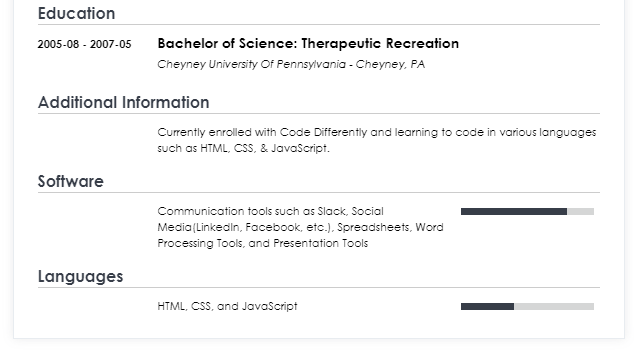 Education
2005-08 - 2007-05 Bachelor of Science: Therapeutic Recreation
Cheyney University Of Pennsylvania - Cheyney, PA
Additional Information
Currently enrolled with Code Differently and learning to code in various languages
such as HTML, CSS, & JavaScript.
Software
Communication tools such as Slack, Social
Media(LinkedIn, Facebook, etc.), Spreadsheets, Word
Processing Tools, and Presentation Tools
Languages
HTML, CSS, and JavaScript